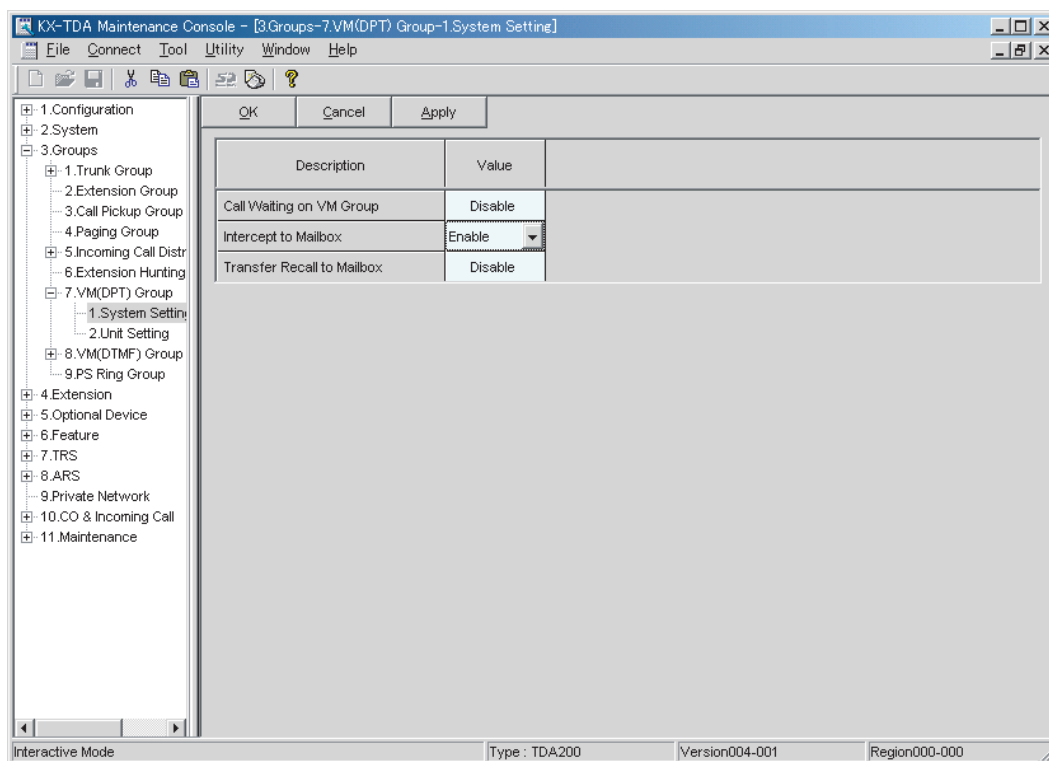 KX-TDA Maintenance Console - [3.Groups-7.VM(DPT) Group-1.System Setting]
File Connect Tool Utility Window Help
OK Cancel Apply
1.Configuration
2.System
3.Groups
1.Trunk Group
2.Extension Group
3.Call Pickup Group
4.Paging Group
5.Incoming Call Distr
6.Extension Hunting
7.VM(DPT) Group
1.System Settin
2.Unit Setting
8.VM(DTMF) Group
9.PS Ring Group
4.Extension
5.Optional Device
6.Feature
7.TRS
8.ARS
9.Private Network
10.CO & Incoming Call
11.Maintenance
Description Value
Call Waiting on VM Group Disable
Intercept to Mailbox Enable
Transfer Recall to Mailbox Disable
Interactive Mode Type : TDA200 Version004-001 Region000-000